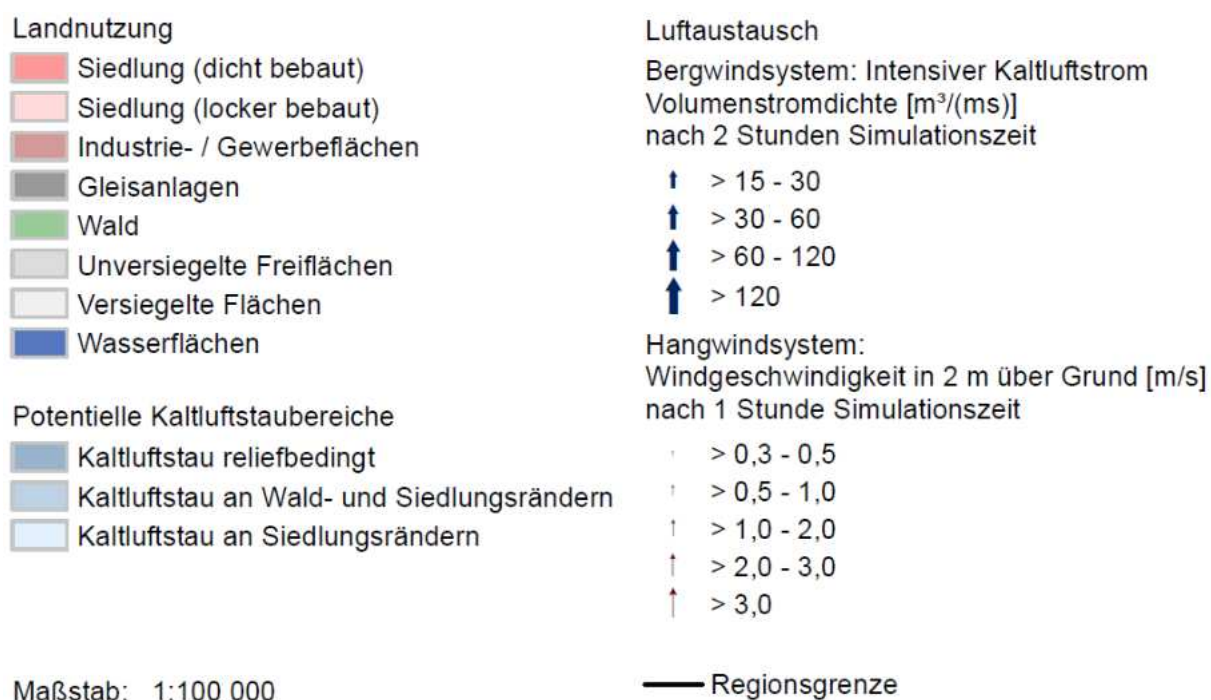 Landnutzung
Siedlung (dicht bebaut)
Siedlung (locker bebaut)
Industrie- / Gewerbeflächen
Gleisanlagen
Wald
Unversiegelte Freiflächen
Versiegelte Flächen
Wasserflächen
Potentielle Kaltluftstaubereiche
Kaltluftstau reliefbedingt
Kaltluftstau an Wald- und Siedlungsrändern
Kaltluftstau an Siedlungsrändern
Maßstab: 1:100 000
Luftaustausch
Bergwindsystem: Intensiver Kaltluftstrom
Volumenstromdichte [m³/(ms)]
nach 2 Stunden Simulationszeit
> 15 - 30
> 30 - 60
> 60 - 120
> 120
Hangwindsystem:
Windgeschwindigkeit in 2 m über Grund [m/s]
nach 1 Stunde Simulationszeit
> 0,3 - 0,5
> 0,5 - 1,0
> 1,0 - 2,0
> 2,0 - 3,0
> 3,0
Regionsgrenze